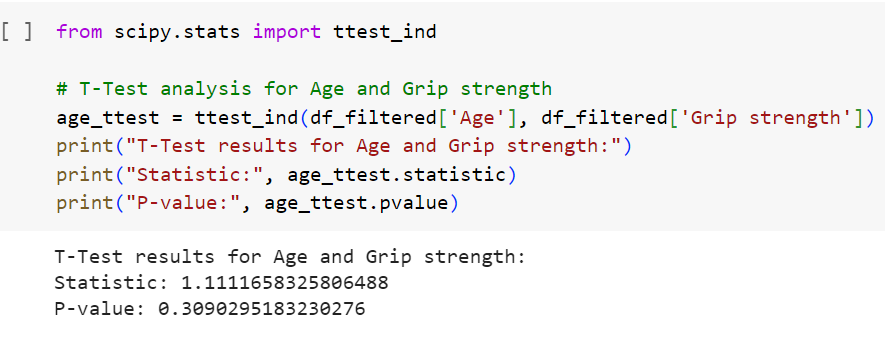 [ ] from scipy.stats import ttest_ind
# T-Test analysis for Age and Grip strength
age_ttest = ttest_ind(df_filtered['Age'], df_filtered['Grip strength'])
print("T-Test results for Age and Grip strength:")
print("Statistic:", age_ttest.statistic)
print("P-value:", age_ttest.pvalue)
T-Test results for Age and Grip strength:
Statistic: 1.1111658325806488
P-value: 0.3090295183230276